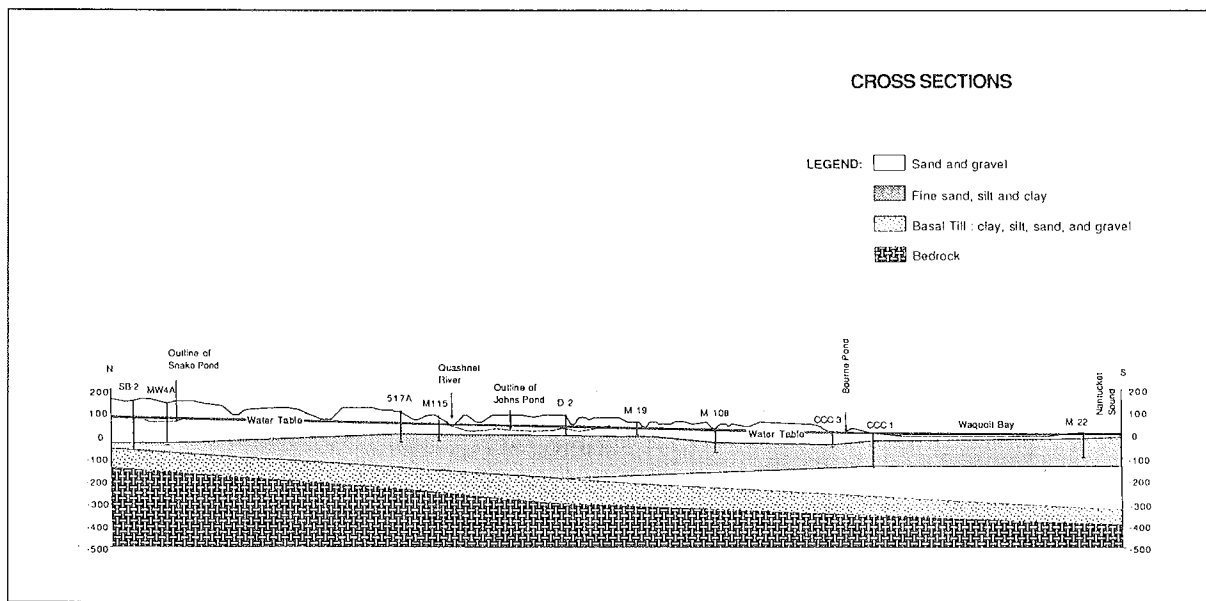 CROSS SECTIONS
LEGEND:
Sand and gravel
Fine sand, silt and clay
Basal Till : clay, silt, sand, and gravel
Bedrock
N
Outline of
Snake Pond
SB 2
MW4A
517A
M115
Quashnet
River
Outline of
Johns Pond
D 2
M 19
M 108
CCC 3
Bourne Pond
CCC 1
Waquoit Bay
M 22
Nantucket
Sound
S
Water Table
Water Table
200
100
0
-100
-200
-300
-400
-500
200
100
0
-100
-200
-300
-400
-500